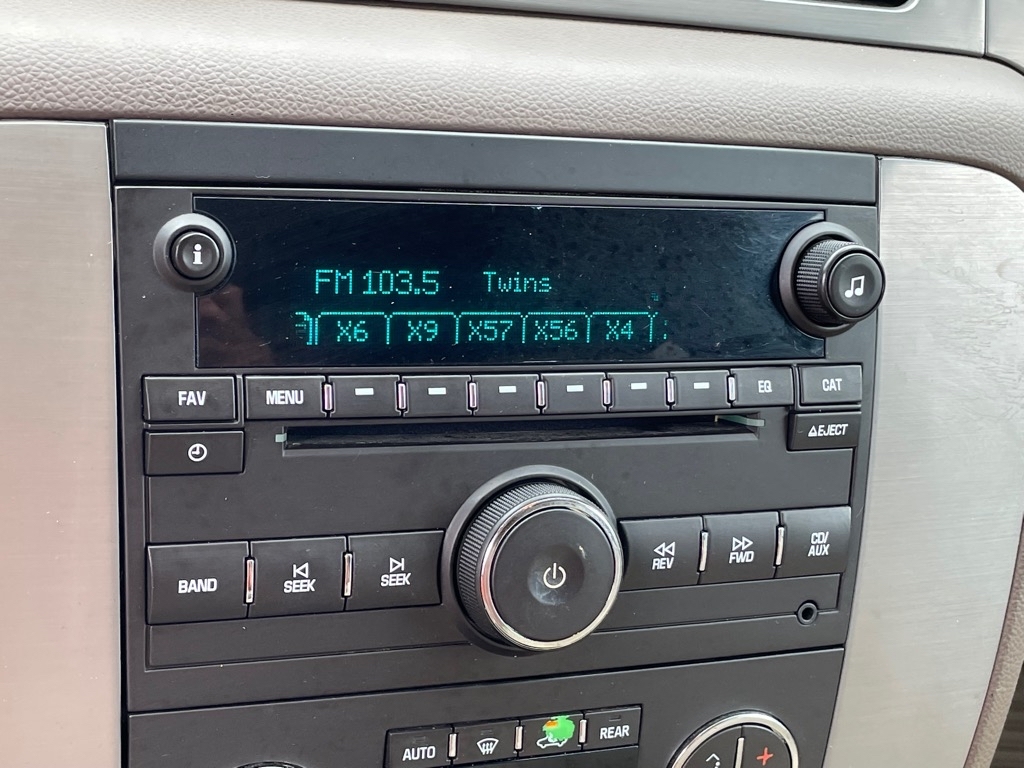 i
FM 103.5 Twins
X6 X9 X57 X56 X4
FAV MENU EQ CAT
EJECT
BAND SEEK SEEK REV FWD CD/
AUX
AUTO REAR